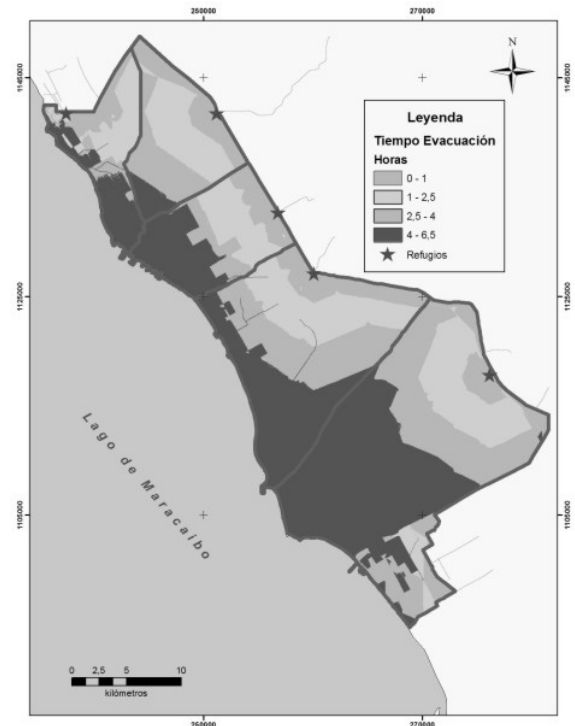 250000
270000
1145000
1145000
N
Leyenda
Tiempo Evacuación
Horas
0 - 1
1 - 2,5
2,5 - 4
4 - 6,5
Refugios
1125000
1125000
Lago de Maracaibo
1105000
1105000
0 2,5 5 10
kilómetros
250000
270000